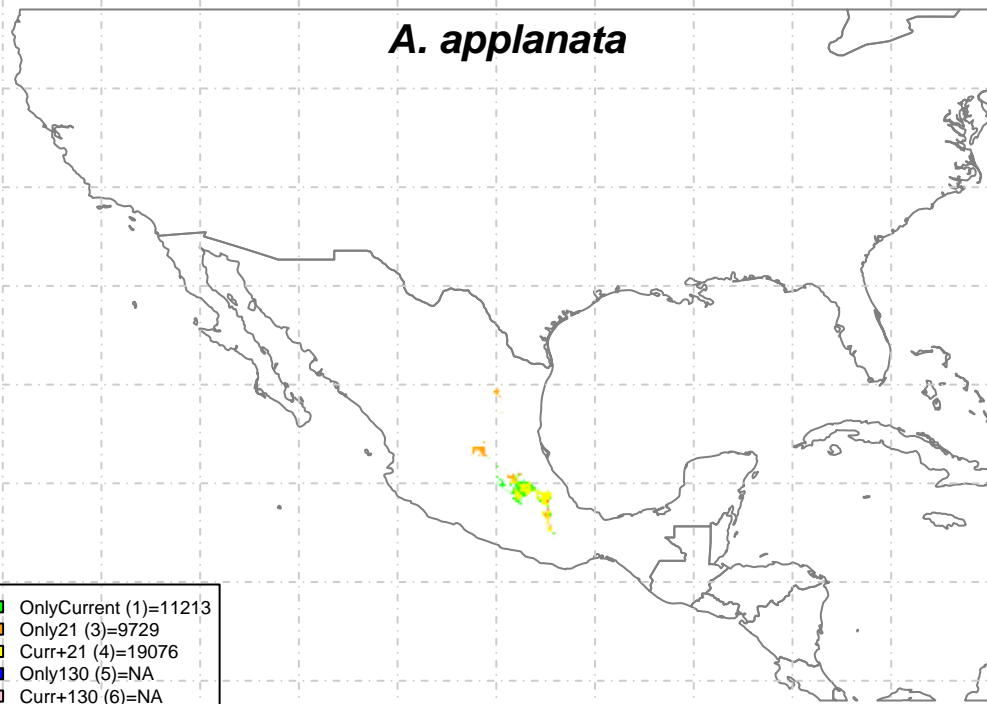 A. applanata
OnlyCurrent (1)=11213
Only21 (3)=9729
Curr+21 (4)=19076
Only130 (5)=NA
Curr+130 (6)=NA